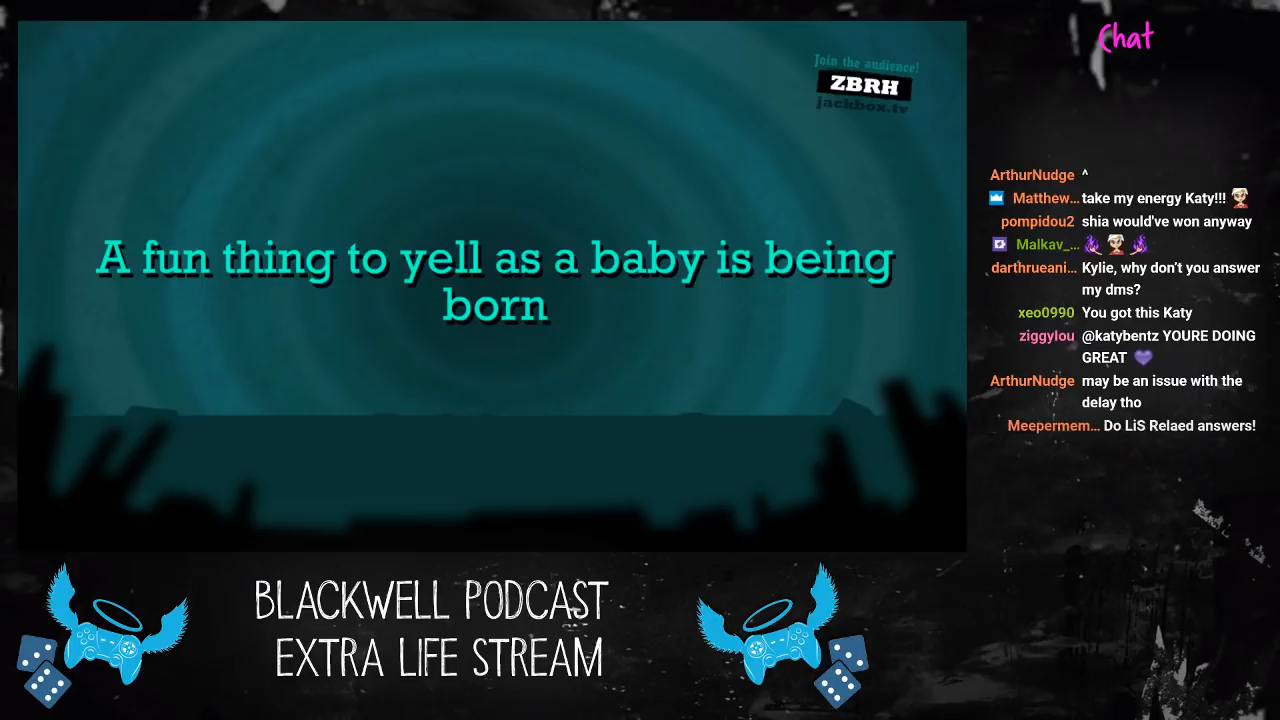 Join the audience!
ZBRH
jackbox.tv
A fun thing to yell as a baby is being
born
Chat
ArthurNudge ^
Matthew... take my energy Katy!!!
pompidou2 shia would've won anyway
Malkav_...
darthrueani... Kylie, why don't you answer
my dms?
xeo0990 You got this Katy
ziggylou @katybentz YOURE DOING
GREAT
ArthurNudge may be an issue with the
delay tho
Meepermem... Do LiS Relaed answers!
BLACKWELL PODCAST
EXTRA LIFE STREAM